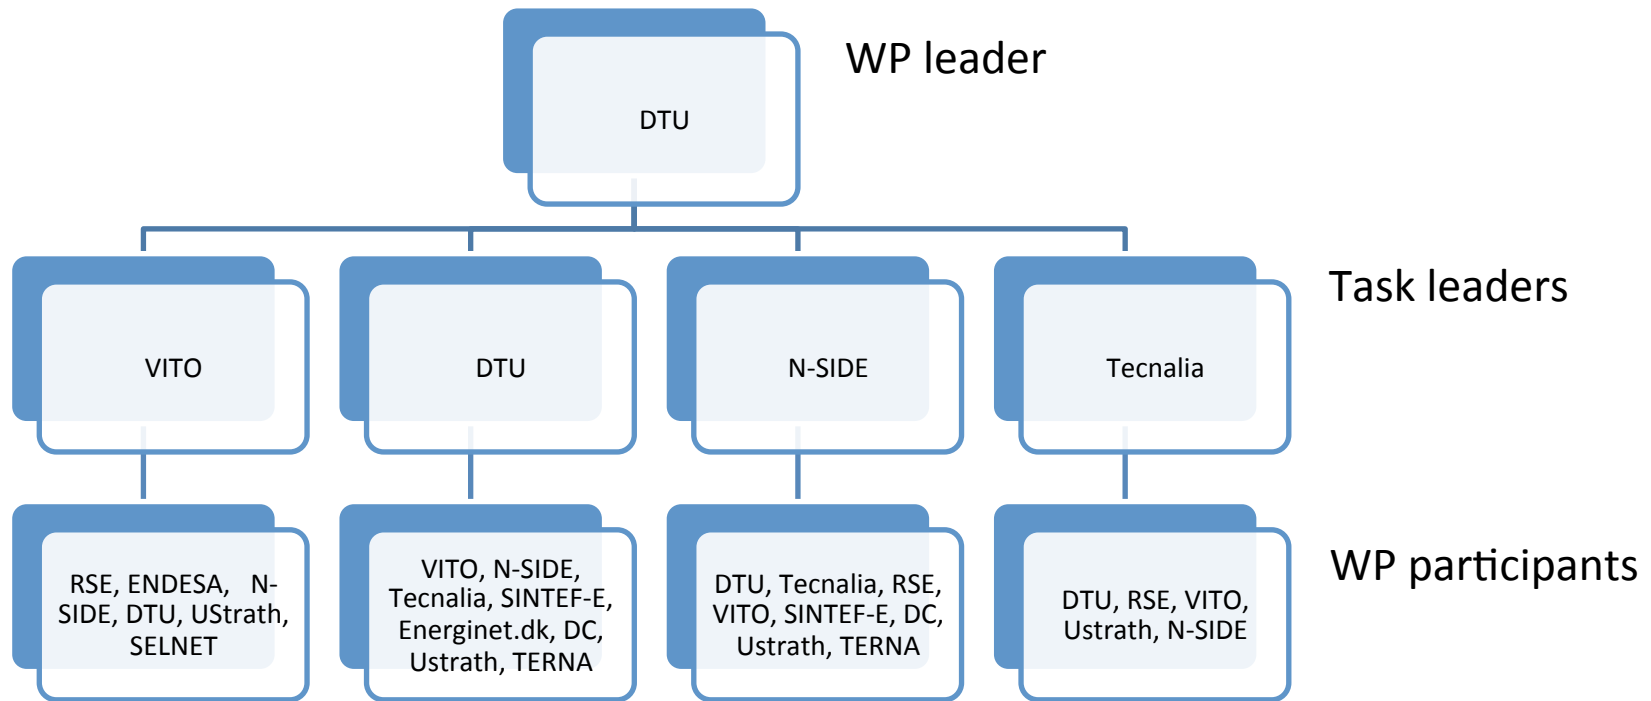 DTU
WP leader
VITO
DTU
N-SIDE
Tecnalia
Task leaders
RSE, ENDESA, N-
SIDE, DTU, UStrath,
SELNET
VITO, N-SIDE,
Tecnalia, SINTEF-E,
Energinet.dk, DC,
Ustrath, TERNA
DTU, Tecnalia, RSE,
VITO, SINTEF-E, DC,
Ustrath, TERNA
DTU, RSE, VITO,
Ustrath, N-SIDE
WP participants